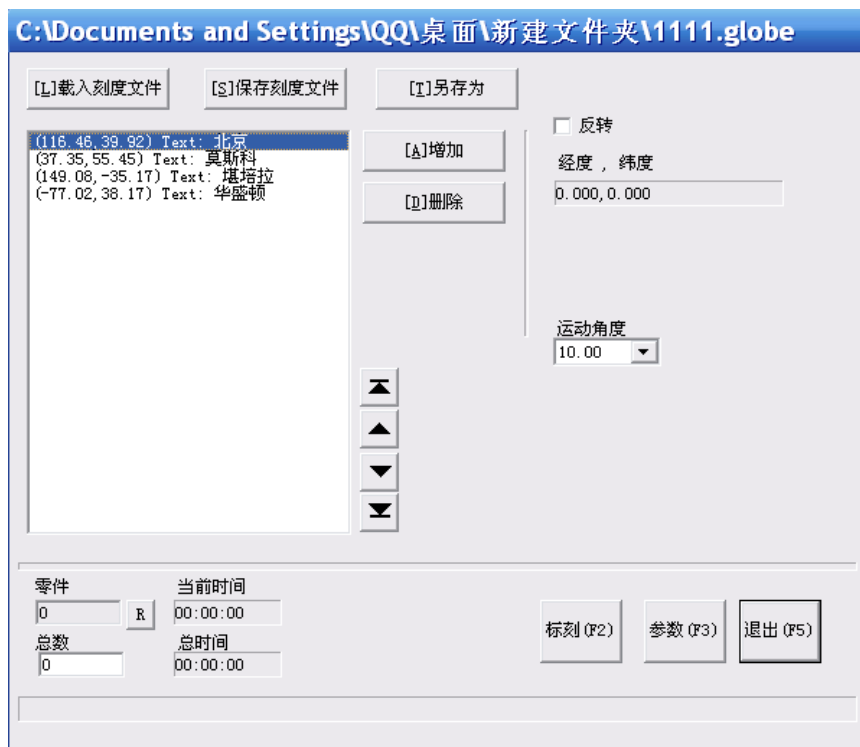 C:\Documents and Settings\QQ\桌面\新建文件夹\1111.globe
[L]载入刻度文件 [S]保存刻度文件 [T]另存为
(116.46,39.92) Text: 北京
(37.35,55.45) Text: 莫斯科
(149.08,-35.17) Text: 堪培拉
(-77.02,38.17) Text: 华盛顿
[A]增加
[D]删除
反转
经度 , 纬度
0.000,0.000
运动角度
10.00
零件 当前时间
0 R 00:00:00
总数 总时间
0 00:00:00
标刻(F2) 参数(F3) 退出(F5)